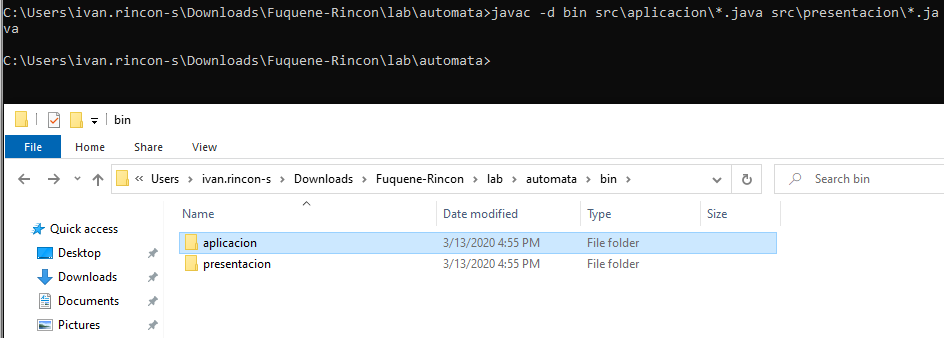 C:\Users\ivan.rincon-s\Downloads\Fuquene-Rincon\lab\automata>javac -d bin src\aplicacion\*.java src\presentacion\*.ja
va
C:\Users\ivan.rincon-s\Downloads\Fuquene-Rincon\lab\automata>
bin
File Home Share View
« Users › ivan.rincon-s › Downloads › Fuquene-Rincon › lab › automata › bin › Search bin
Name Date modified Type Size
Quick access
aplicacion 3/13/2020 4:55 PM File folder
Desktop
presentacion 3/13/2020 4:55 PM File folder
Downloads
Documents
Pictures